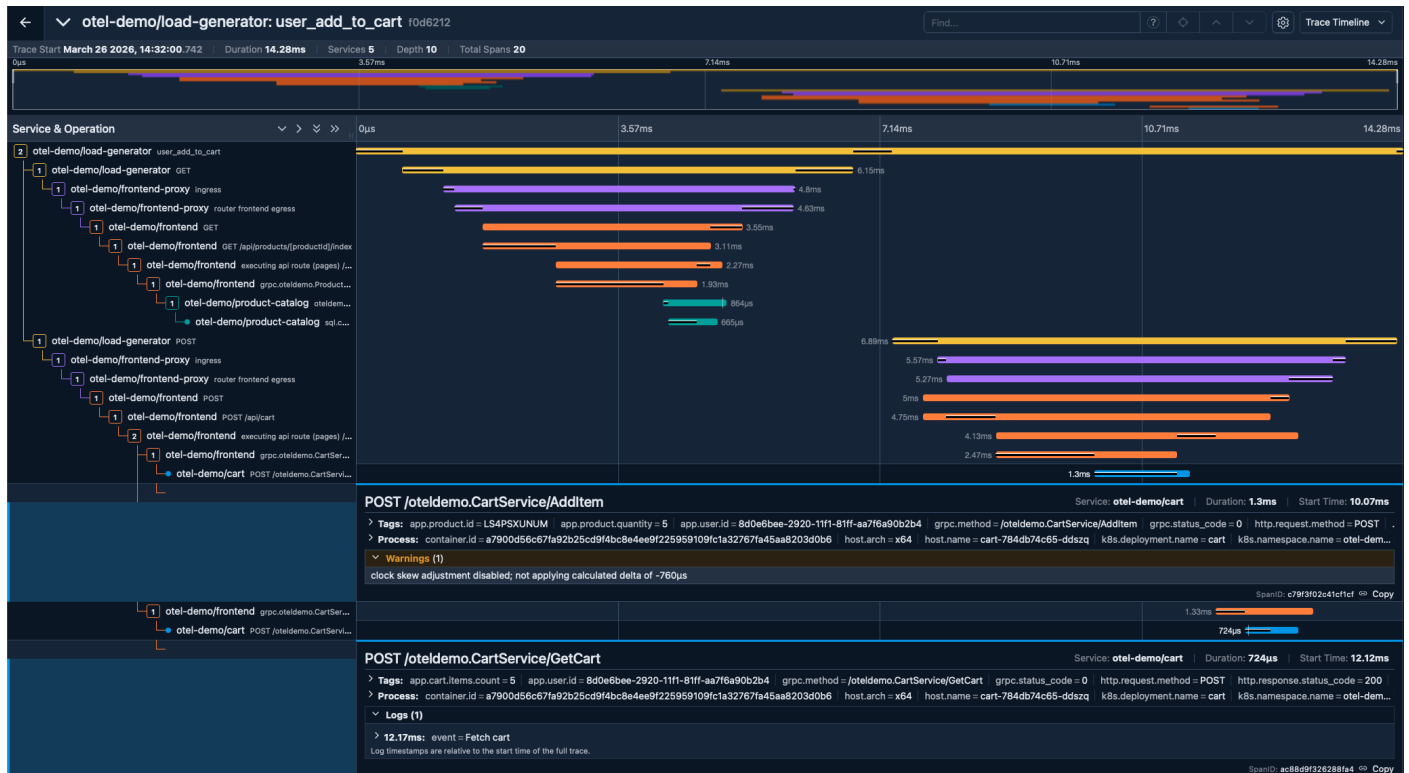 otel-demo/load-generator: user_add_to_cart f0d6212
Find...
Trace Timeline
Trace Start March 26 2026, 14:32:00.742 | Duration 14.28ms | Services 5 | Depth 10 | Total Spans 20
0μs 3.57ms 7.14ms 10.71ms 14.28ms
Service & Operation 0μs 3.57ms 7.14ms 10.71ms 14.28ms
2 otel-demo/load-generator user_add_to_cart
1 otel-demo/load-generator GET 6.15ms
1 otel-demo/frontend-proxy ingress 4.8ms
1 otel-demo/frontend-proxy router frontend egress 4.63ms
1 otel-demo/frontend GET 3.55ms
1 otel-demo/frontend GET /api/products/[productId]/index 3.11ms
1 otel-demo/frontend executing api route (pages) /... 2.27ms
1 otel-demo/frontend grpc.oteldemo.Product... 1.93ms
1 otel-demo/product-catalog oteldem... 864μs
otel-demo/product-catalog sql.c... 665μs
1 otel-demo/load-generator POST 6.89ms
1 otel-demo/frontend-proxy ingress 5.57ms
1 otel-demo/frontend-proxy router frontend egress 5.27ms
1 otel-demo/frontend POST 5ms
1 otel-demo/frontend POST /api/cart 4.75ms
2 otel-demo/frontend executing api route (pages) /... 4.13ms
1 otel-demo/frontend grpc.oteldemo.CartSer... 2.47ms
otel-demo/cart POST /oteldemo.CartServi... 1.3ms
POST /oteldemo.CartService/AddItem Service: otel-demo/cart | Duration: 1.3ms | Start Time: 10.07ms
Tags: app.product.id = LS4PSXUNUM | app.product.quantity = 5 | app.user.id = 8d0e6bee-2920-11f1-81ff-aa7f6a90b2b4 | grpc.method = /oteldemo.CartService/AddItem | grpc.status_code = 0 | http.request.method = POST | .
Process: container.id = a7900d56c67fa92b25cd9f4bc8e4ee9f225959109fc1a32767fa45aa8203d0b6 | host.arch = x64 | host.name = cart-784db74c65-ddszq | k8s.deployment.name = cart | k8s.namespace.name = otel-dem...
Warnings (1)
clock skew adjustment disabled; not applying calculated delta of -760μs
SpanID: c79f3f02c41cf1cf Copy
1 otel-demo/frontend grpc.oteldemo.CartSer... 1.33ms
otel-demo/cart POST /oteldemo.CartServi... 724μs
POST /oteldemo.CartService/GetCart Service: otel-demo/cart | Duration: 724μs | Start Time: 12.12ms
Tags: app.cart.items.count = 5 | app.user.id = 8d0e6bee-2920-11f1-81ff-aa7f6a90b2b4 | grpc.method = /oteldemo.CartService/GetCart | grpc.status_code = 0 | http.request.method = POST | http.response.status_code = 200
Process: container.id = a7900d56c67fa92b25cd9f4bc8e4ee9f225959109fc1a32767fa45aa8203d0b6 | host.arch = x64 | host.name = cart-784db74c65-ddszq | k8s.deployment.name = cart | k8s.namespace.name = otel-dem...
Logs (1)
12.17ms: event = Fetch cart
Log timestamps are relative to the start time of the full trace.
SpanID: ac88d9f326288fa4 Copy